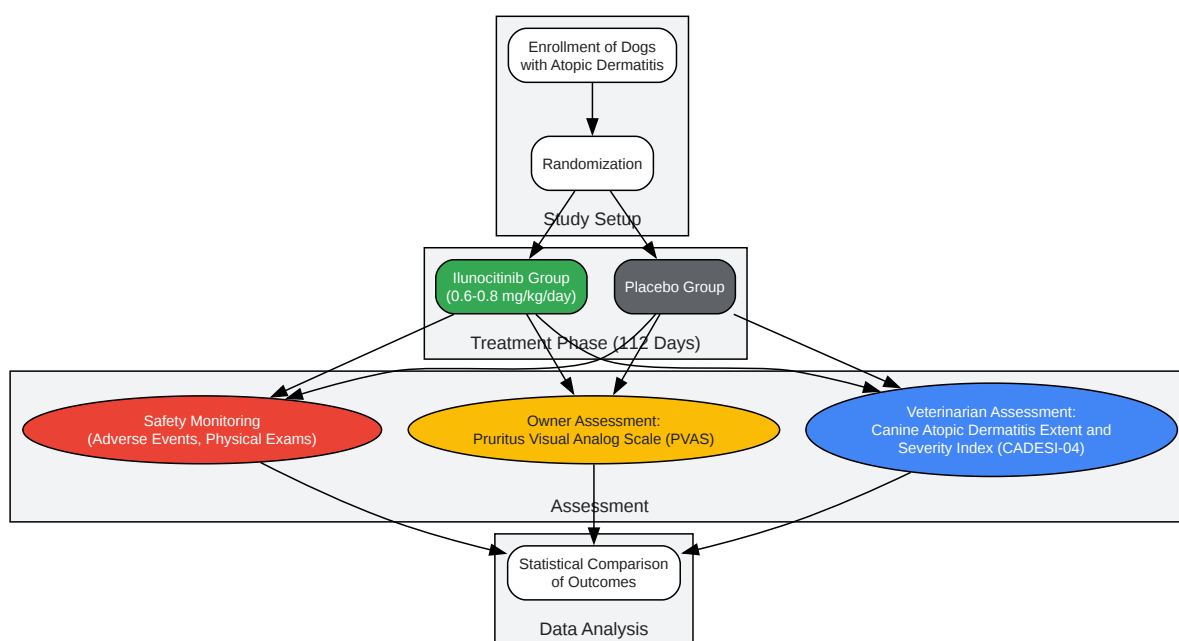 Enrollment of Dogs
with Atopic Dermatitis
Randomization
Study Setup
Ilunocitinib Group
(0.6-0.8 mg/kg/day)
Placebo Group
Treatment Phase (112 Days)
Safety Monitoring
(Adverse Events, Physical Exams)
Owner Assessment:
Pruritus Visual Analog Scale (PVAS)
Veterinarian Assessment:
Canine Atopic Dermatitis Extent and
Severity Index (CADESI-04)
Assessment
Statistical Comparison
of Outcomes
Data Analysis